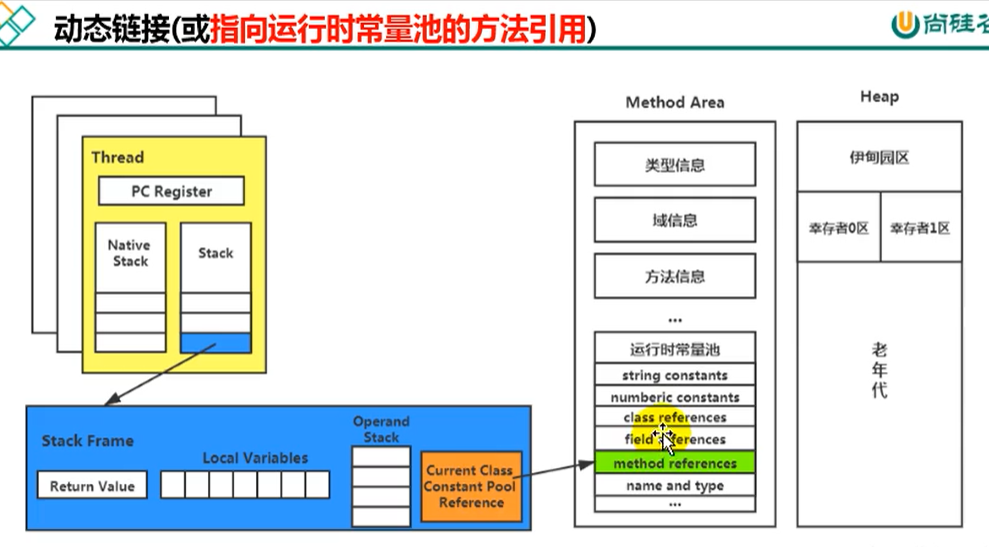 动态链接(或指向运行时常量池的方法引用)
尚硅谷
Thread
PC Register
Native
Stack
Stack
Stack Frame
Return Value
Local Variables
Operand
Stack
Current Class
Constant Pool
Reference
Method Area
类型信息
域信息
方法信息
...
运行时常量池
string constants
numberic constants
class references
field references
method references
name and type
...
Heap
伊甸园区
幸存者0区
幸存者1区
老
年
代